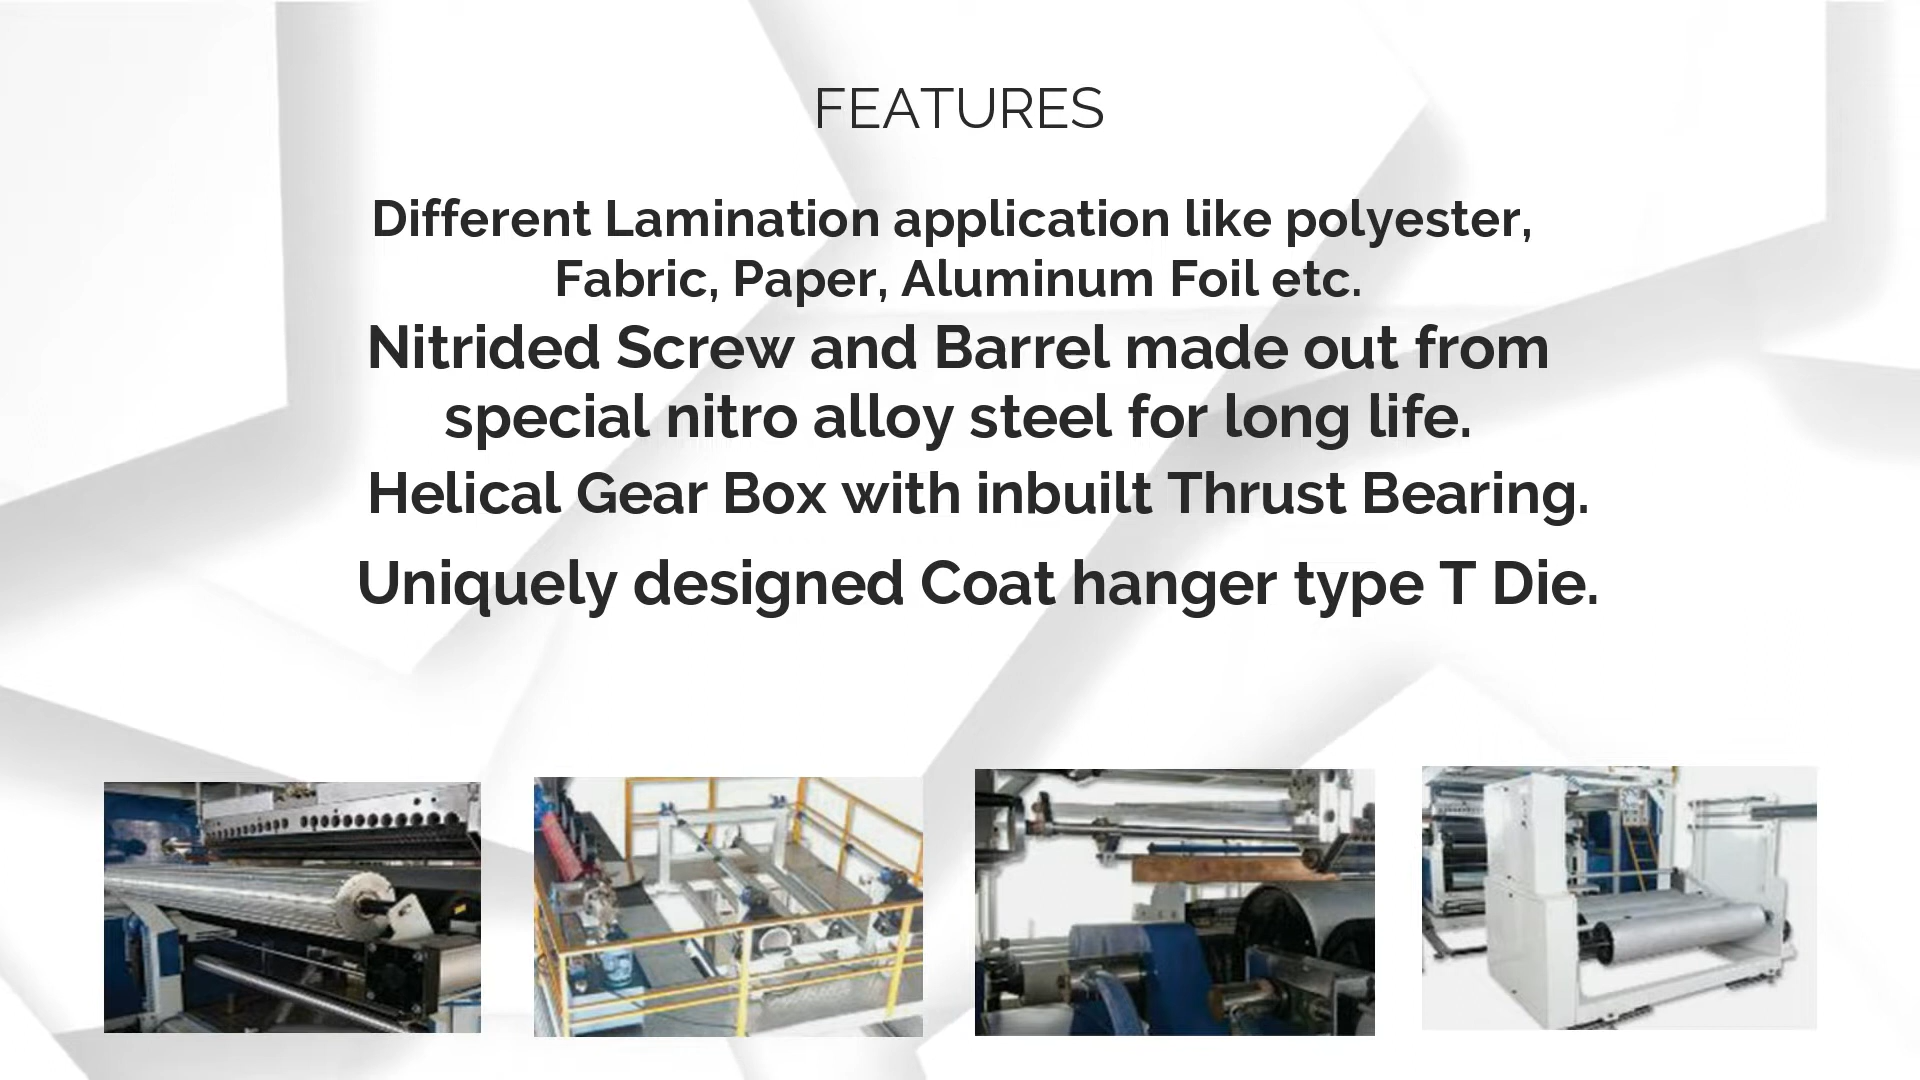 FEATURES
Different Lamination application like polyester,
Fabric, Paper, Aluminum Foil etc.
Nitrided Screw and Barrel made out from
special nitro alloy steel for long life.
Helical Gear Box with inbuilt Thrust Bearing.
Uniquely designed Coat hanger type T Die.